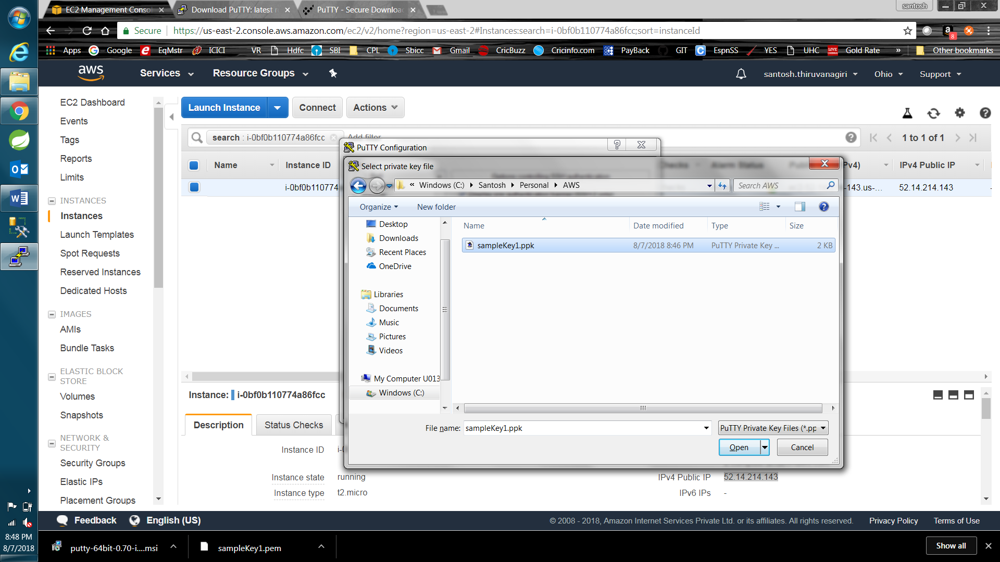 EC2 Management Conso
Download PuTTY: latest r
PuTTY - Secure Downloa
santosh
Secure
https://us-east-2.console.aws.amazon.com/ec2/v2/home?region=us-east-2#Instances:search=i-0bf0b110774a86fcc;sort=instanceId
8
Apps Google EqMstr ICICI VR Hdfc SBI CPL Sbicc Gmail CricBuzz Cricinfo.com PayBack GIT EspnSS YES UHC Gold Rate » Other bookmarks
aws Services Resource Groups santosh.thiruvanagiri Ohio Support
EC2 Dashboard
Events
Tags
Reports
Limits
INSTANCES
Instances
Launch Templates
Spot Requests
Reserved Instances
Dedicated Hosts
IMAGES
AMIs
Bundle Tasks
ELASTIC BLOCK
STORE
Volumes
Snapshots
NETWORK &
SECURITY
Security Groups
Elastic IPs
Placement Groups
Launch Instance Connect Actions
search : i-0bf0b110774a86fcc Add filter
1 to 1 of 1
Name Instance ID Pv4) IPv4 Public IP
i-0bf0b110774 -143.us-... 52.14.214.143
PuTTY Configuration
Select private key file
« Windows (C:) Santosh Personal AWS Search AWS
Organize New folder
Desktop
Downloads
Recent Places
OneDrive
Libraries
Documents
Music
Pictures
Videos
My Computer U013
Windows (C:)
Name Date modified Type Size
sampleKey1.ppk 8/7/2018 8:46 PM PuTTY Private Key ... 2 KB
File name: sampleKey1.ppk PuTTY Private Key Files (*.pp
Open Cancel
Instance: i-0bf0b110774a86fcc
Description Status Checks
Instance ID i-0
Instance state running
Instance type t2.micro
IPv4 Public IP 52.14.214.143
IPv6 IPs -
Feedback English (US)
© 2008 - 2018, Amazon Internet Services Private Ltd. or its affiliates. All rights reserved. Privacy Policy Terms of Use
8:48 PM
8/7/2018
putty-64bit-0.70-i....msi
sampleKey1.pem
Show all